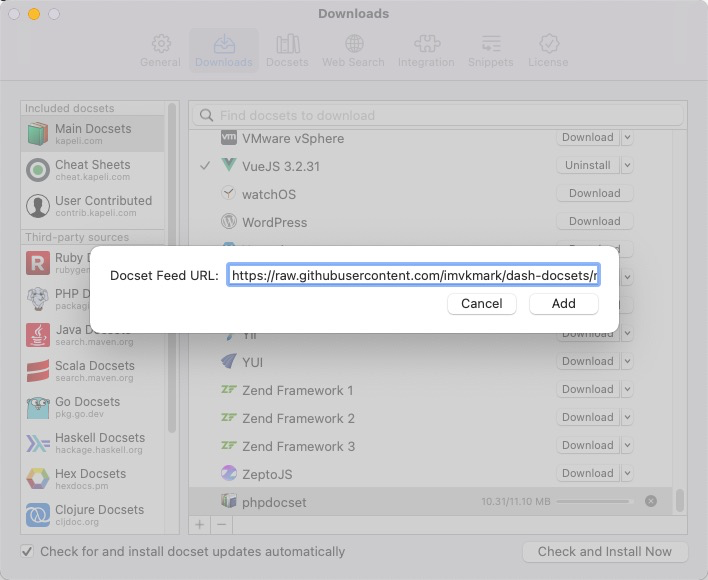 Downloads
General
Downloads
Docsets
Web Search
Integration
Snippets
License
Included docsets
Main Docsets
kapeli.com
Cheat Sheets
cheat.kapeli.com
User Contributed
contrib.kapeli.com
Third-party sources
Ruby
rubygem
PHP D
Java Docsets
search.maven.org
Scala Docsets
search.maven.org
Go Docsets
pkg.go.dev
Haskell Docsets
hackage.haskell.org
Hex Docsets
hexdocs.pm
Clojure Docsets
cljdoc.org
Find docsets to download
vm VMware vSphere Download
VueJS 3.2.31 Uninstall
watchOS Download
WordPress Download
Docset Feed URL: https://raw.githubusercontent.com/imvkmark/dash-docsets/
Cancel Add
Yii Download
YUI Download
ZF Zend Framework 1 Download
ZF Zend Framework 2 Download
ZF Zend Framework 3 Download
ZeptoJS Download
phpdocset 10.31/11.10 MB
+ −
Check for and install docset updates automatically
Check and Install Now